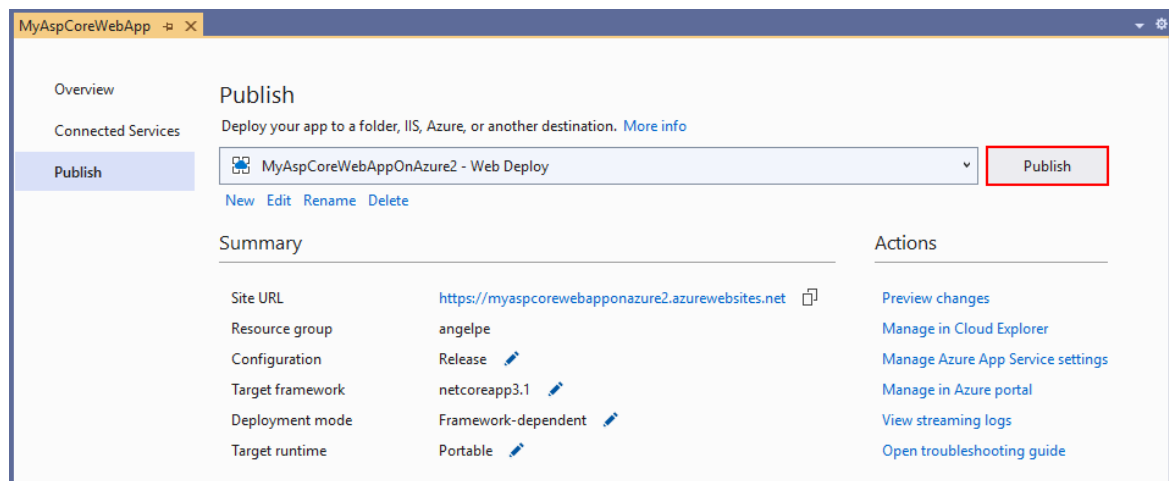 MyAspCoreWebApp
Overview
Connected Services
Publish
Publish
Deploy your app to a folder, IIS, Azure, or another destination. More info
MyAspCoreWebAppOnAzure2 - Web Deploy
Publish
New Edit Rename Delete
Summary
Site URL https://myaspcorewebapponazure2.azurewebsites.net
Resource group angelpe
Configuration Release
Target framework netcoreapp3.1
Deployment mode Framework-dependent
Target runtime Portable
Actions
Preview changes
Manage in Cloud Explorer
Manage Azure App Service settings
Manage in Azure portal
View streaming logs
Open troubleshooting guide